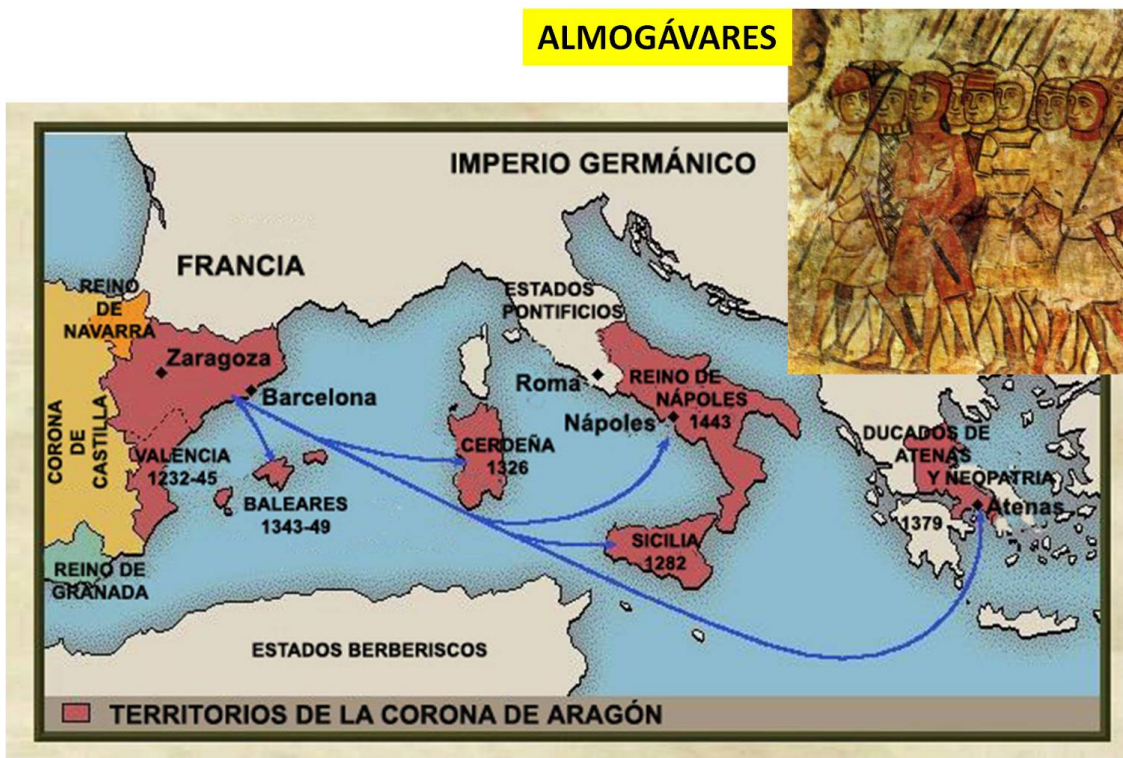 ALMOGÁVARES
IMPERIO GERMÁNICO
FRANCIA
REINO
DE
NAVARRA
ESTADOS
PONTIFICIOS
Zaragoza
Barcelona
Roma
REINO DE
NÁPOLES
1443
Nápoles
CORONA
DE
CASTILLA
VALENCIA
1232-45
BALEARES
1343-49
CERDEÑA
1326
DUCADOS DE
ATENAS
Y NEOPATRIA
Atenas
1379
SICILIA
1282
REINO DE
GRANADA
ESTADOS BERBERISCOS
TERRITORIOS DE LA CORONA DE ARAGÓN